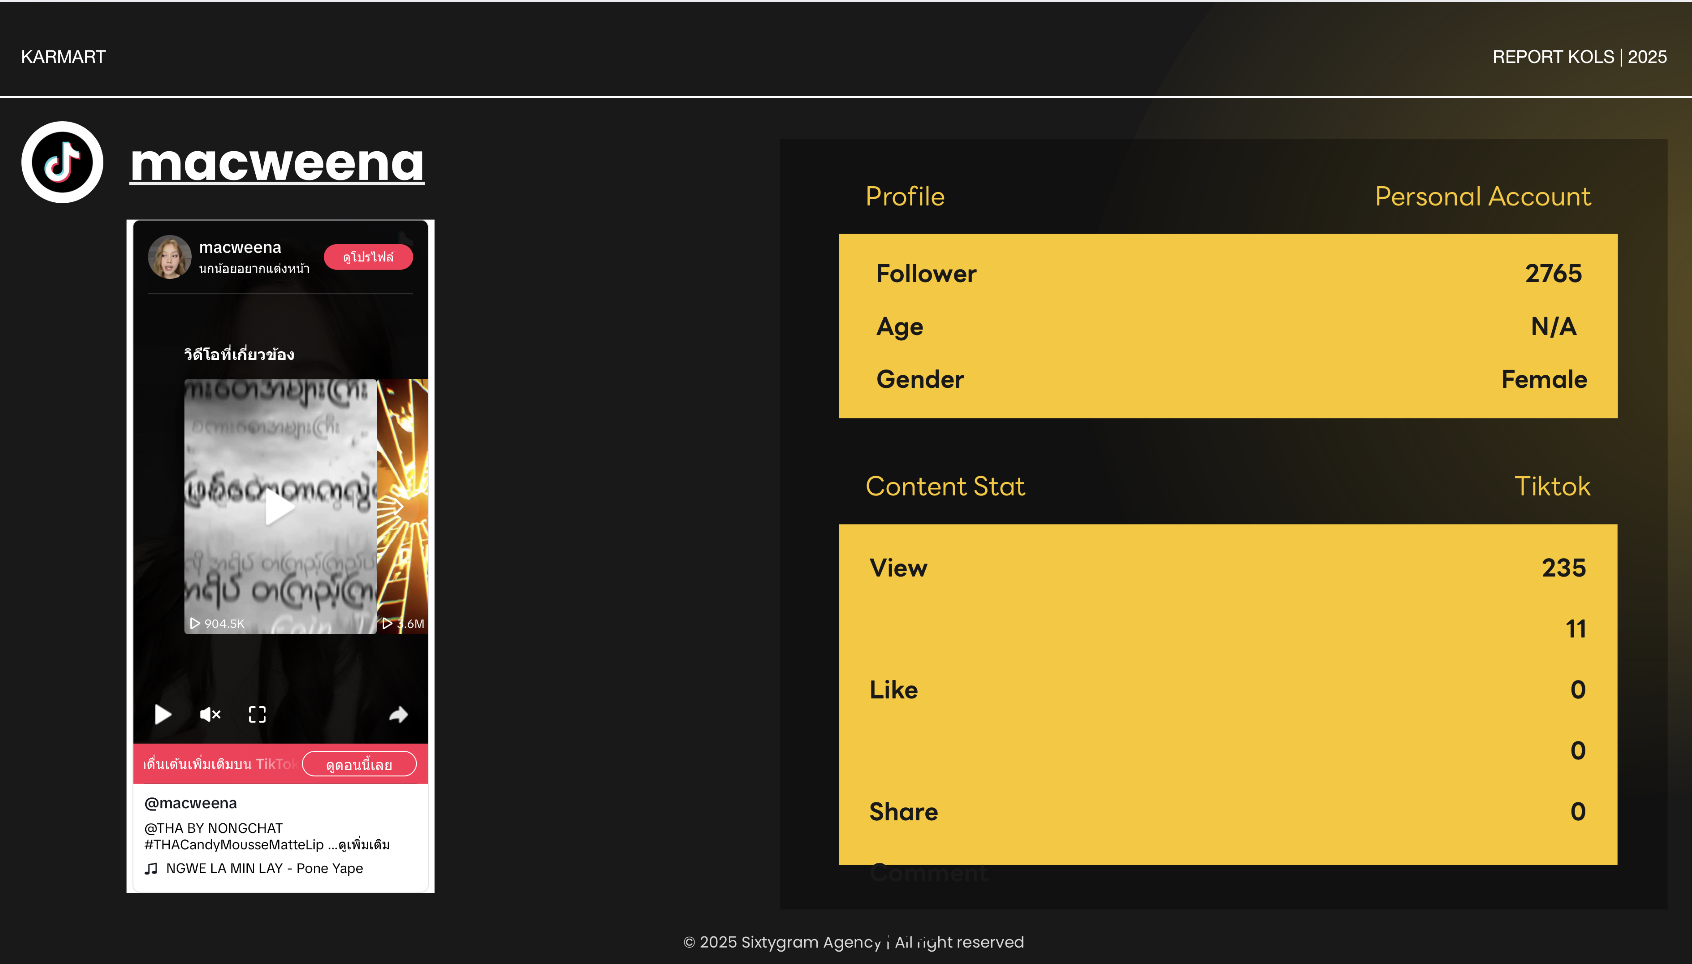 KARMART
REPORT KOLS | 2025
macweena
macweena
นกน้อยอยากแต่งหน้า
ดูโปรไฟล์
วิดีโอที่เกี่ยวข้อง
904.5K
3.6M
เต้นเพิ่มเติมบน TikTok
ดูตอนนี้เลย
@macweena
@THA BY NONGCHAT
#THACandyMousseMatteLip ...ดูเพิ่มเติม
NGWE LA MIN LAY - Pone Yape
Profile
Personal Account
Follower
2765
Age
N/A
Gender
Female
Content Stat
Tiktok
View
235
11
Like
0
0
Share
0
Comment
© 2025 Sixtygram Agency | All right reserved